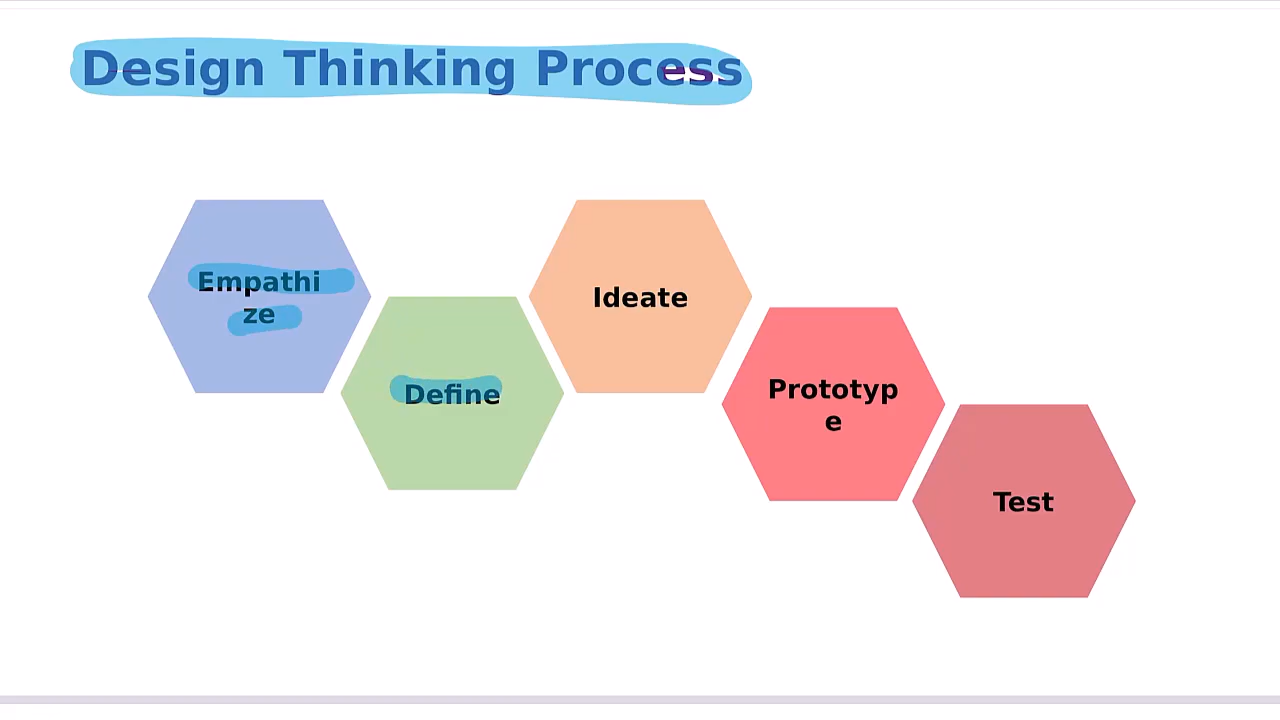 Design Thinking Process
Empathi
ze
Define
Ideate
Prototyp
e
Test